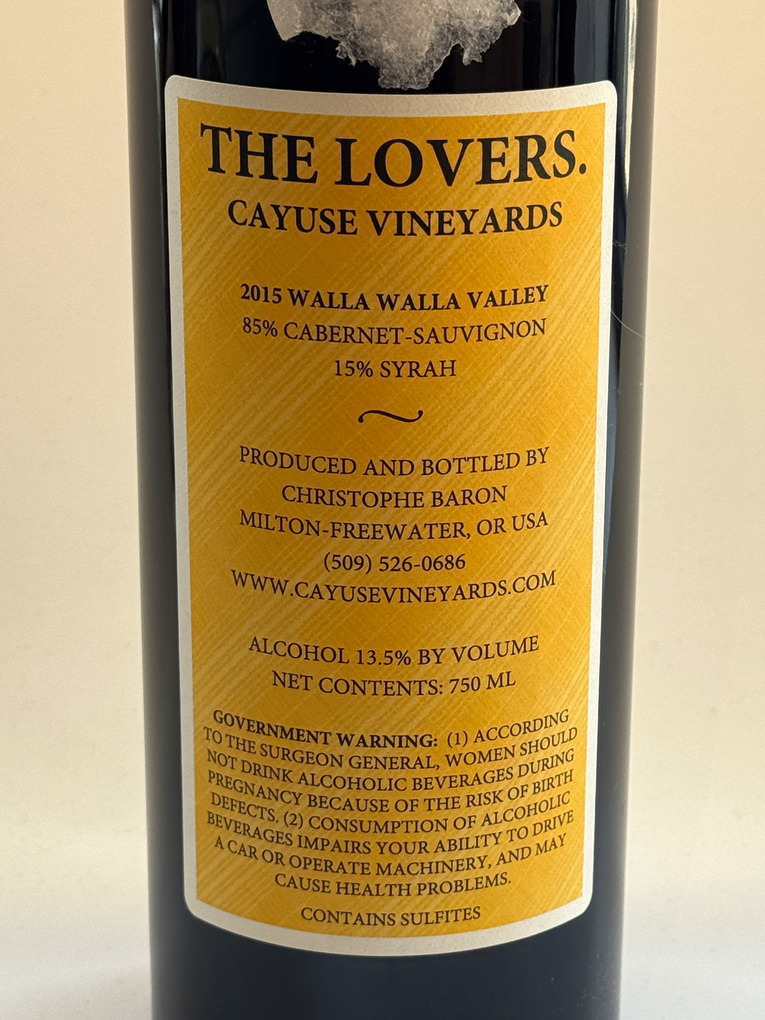 THE LOVERS.
CAYUSE VINEYARDS
2015 WALLA WALLA VALLEY
85% CABERNET-SAUVIGNON
15% SYRAH
PRODUCED AND BOTTLED BY
CHRISTOPHE BARON
MILTON-FREEWATER, OR USA
(509) 526-0686
WWW.CAYUSEVINEYARDS.COM
ALCOHOL 13.5% BY VOLUME
NET CONTENTS: 750 ML
GOVERNMENT WARNING: (1) ACCORDING
TO THE SURGEON GENERAL, WOMEN SHOULD
NOT DRINK ALCOHOLIC BEVERAGES DURING
PREGNANCY BECAUSE OF THE RISK OF BIRTH
DEFECTS. (2) CONSUMPTION OF ALCOHOLIC
BEVERAGES IMPAIRS YOUR ABILITY TO DRIVE
A CAR OR OPERATE MACHINERY, AND MAY
CAUSE HEALTH PROBLEMS.
CONTAINS SULFITES